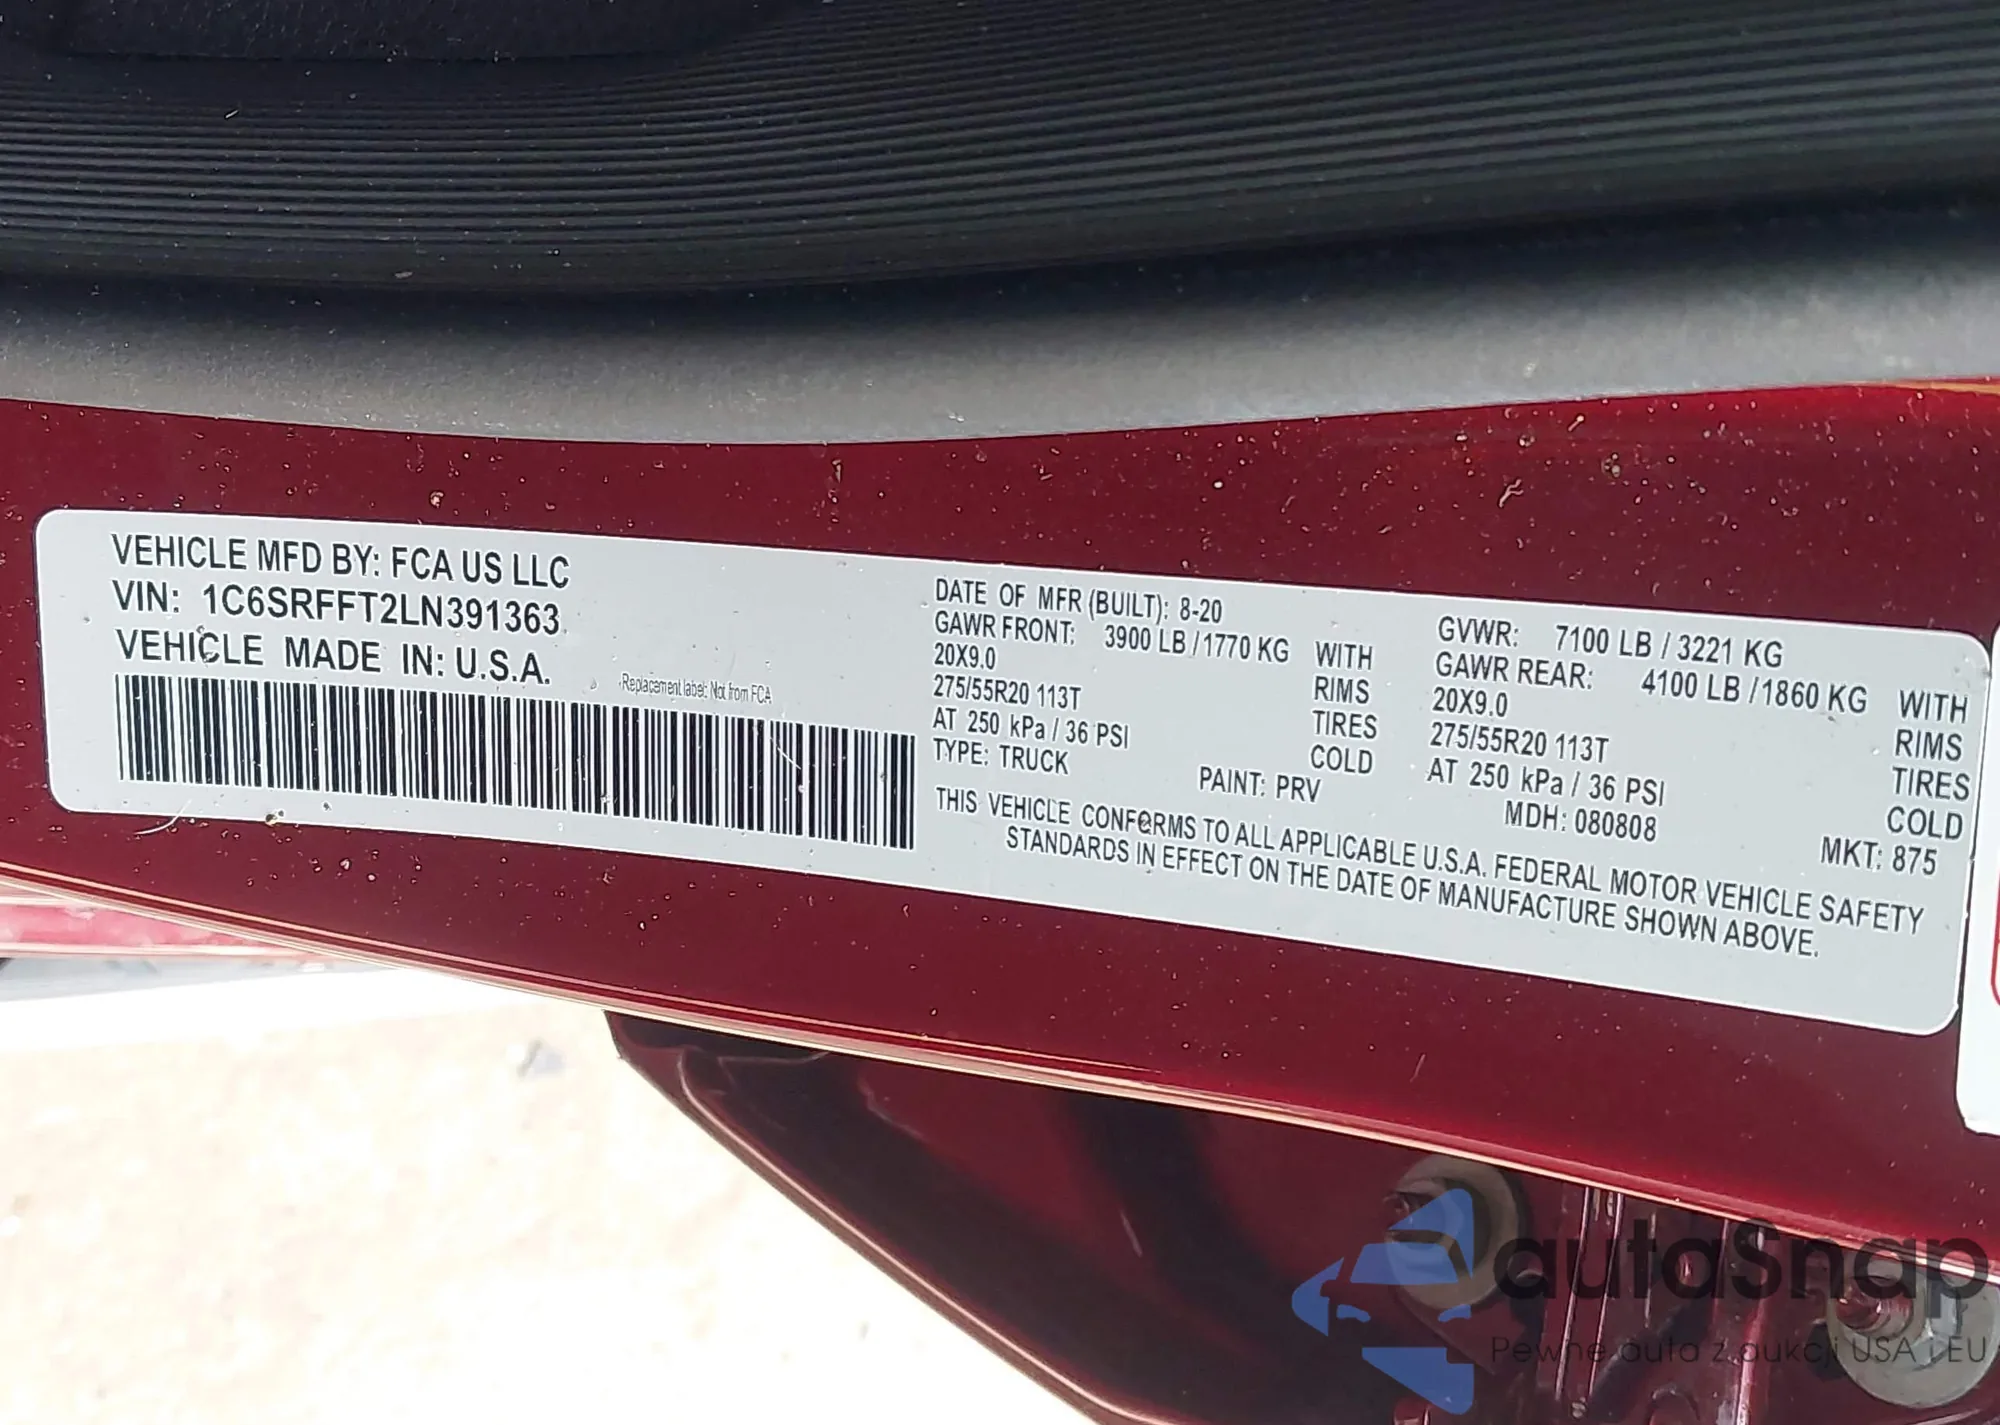 VEHICLE MFD BY: FCA US LLC
VIN: 1C6SRFFT2LN391363
VEHICLE MADE IN: U.S.A.
Replacement label: Not from FCA
DATE OF MFR (BUILT): 8-20
GAWR FRONT: 3900 LB / 1770 KG WITH
20X9.0 RIMS
275/55R20 113T TIRES
AT 250 kPa / 36 PSI COLD
TYPE: TRUCK PAINT: PRV
GVWR: 7100 LB / 3221 KG
GAWR REAR: 4100 LB / 1860 KG WITH
20X9.0 RIMS
275/55R20 113T TIRES
AT 250 kPa / 36 PSI COLD
MDH: 080808 MKT: 875
THIS VEHICLE CONFORMS TO ALL APPLICABLE U.S.A. FEDERAL MOTOR VEHICLE SAFETY
STANDARDS IN EFFECT ON THE DATE OF MANUFACTURE SHOWN ABOVE.
autasnap
Pewne auta z aukcji USA i EU